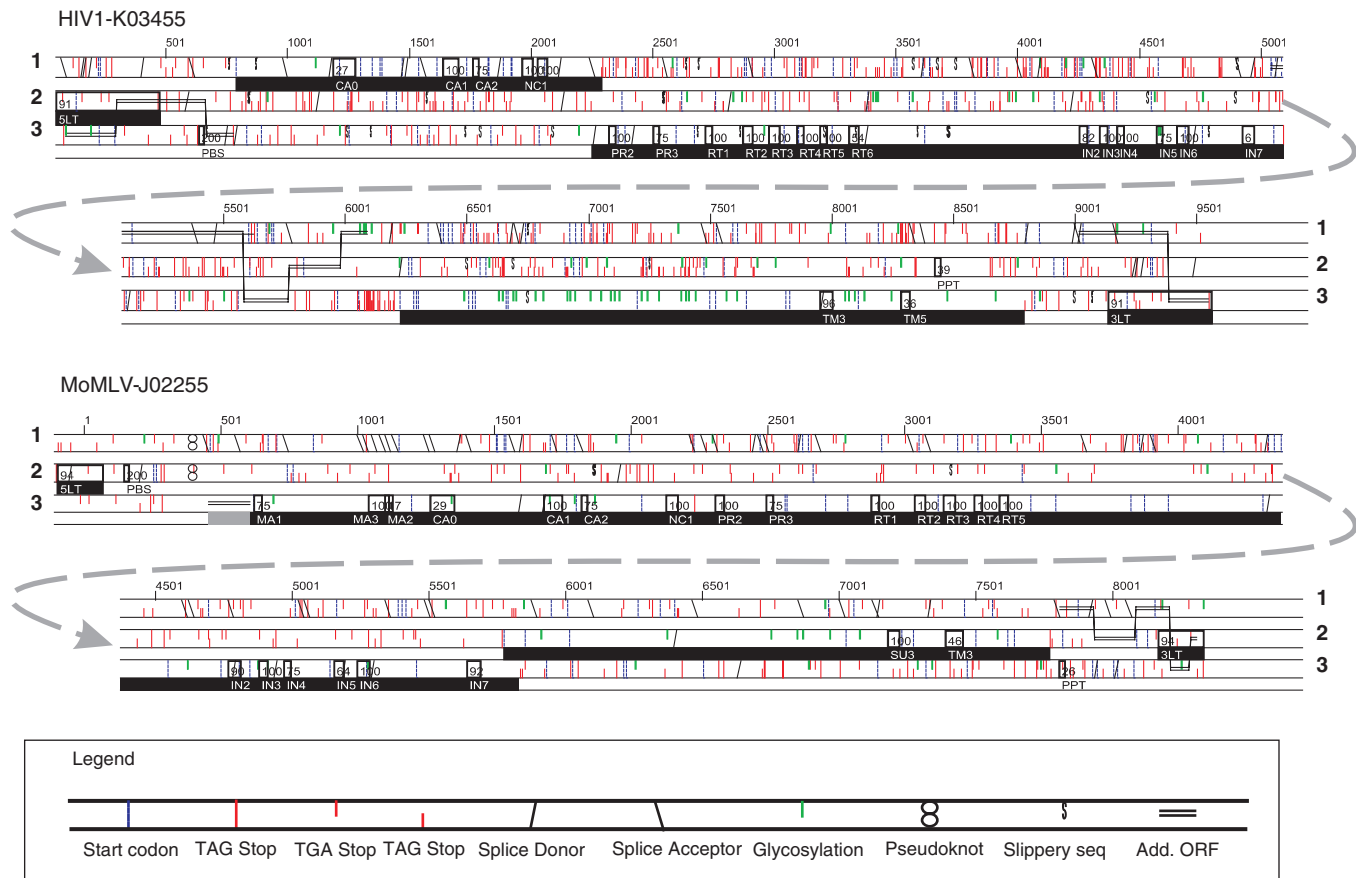 HIV1-K03455
501 1001 1501 2001 2501 3001 3501 4001 4501 5001
1
27 100 75 100 100
CA0 CA1 CA2 NC1
2
91
5LT
3
200 100 75 100 100 100 100 100 54 82 100 100 75 100 6
PBS PR2 PR3 RT1 RT2 RT3 RT4 RT5 RT6 IN2 IN3 IN4 IN5 IN6 IN7
5501 6001 6501 7001 7501 8001 8501 9001 9501
1
39 2
PPT
96 36 91 3
TM3 TM5 3LT
MoMLV-J02255
1 501 1001 1501 2001 2501 3001 3501 4001
1
2
94 200
5LT PBS
3
75 100 7 29 100 75 100 100 75 100 100 100 100 100
MA1 MA3 MA2 CA0 CA1 CA2 NC1 PR2 PR3 RT1 RT2 RT3 RT4 RT5
4501 5001 5501 6001 6501 7001 7501 8001
1
100 46 94 2
SU3 TM3 3LT
90 100 75 64 100 92 26 3
IN2 IN3 IN4 IN5 IN6 IN7 PPT
Legend
Start codon TAG Stop TGA Stop TAG Stop Splice Donor Splice Acceptor Glycosylation Pseudoknot Slippery seq Add. ORF